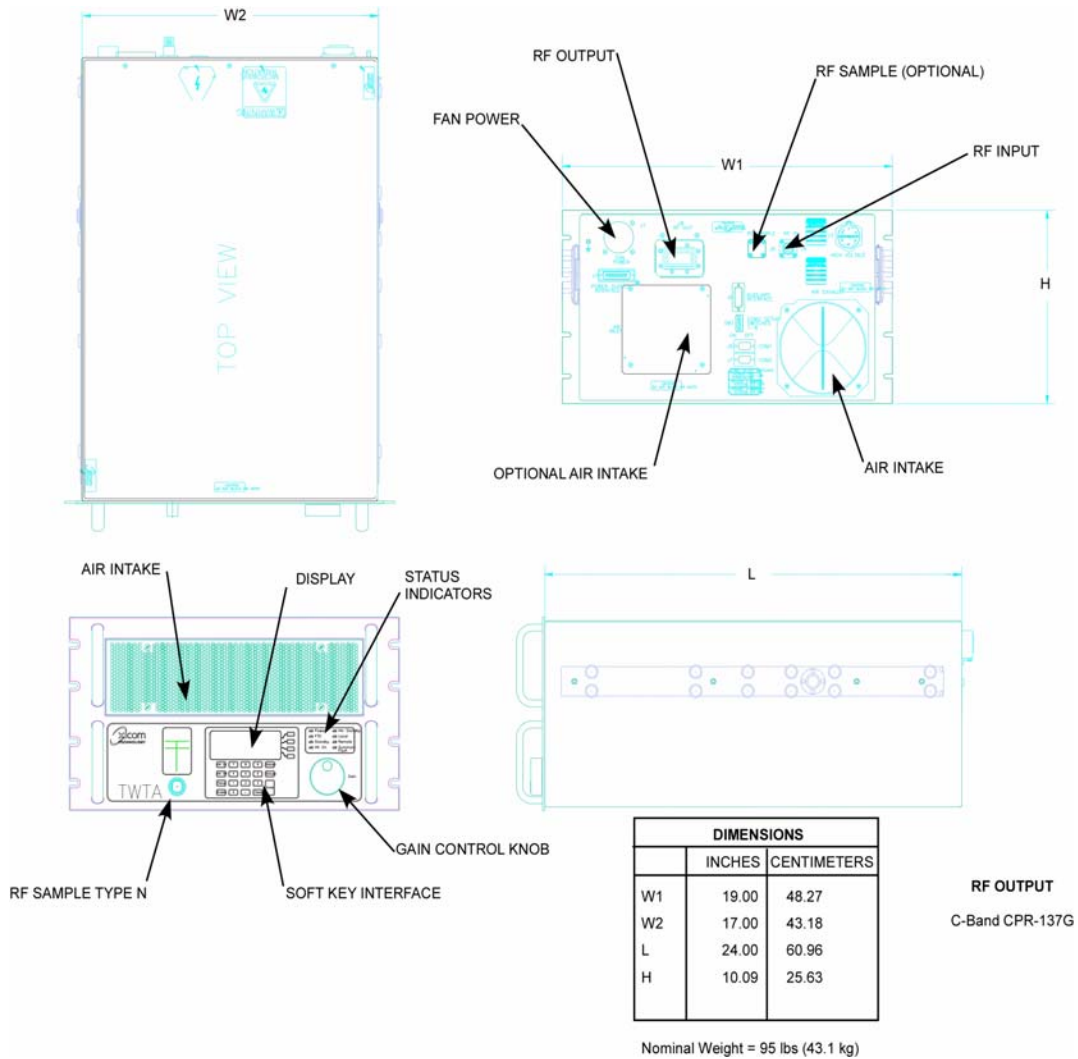 W2
TOP VIEW
RF OUTPUT
RF SAMPLE (OPTIONAL)
FAN POWER
RF INPUT
W1
H
OPTIONAL AIR INTAKE
AIR INTAKE
AIR INTAKE
DISPLAY
STATUS
INDICATORS
TWTA
Gain
RF SAMPLE TYPE N
SOFT KEY INTERFACE
GAIN CONTROL KNOB
L
DIMENSIONS
INCHES CENTIMETERS
W1 19.00 48.27
W2 17.00 43.18
L 24.00 60.96
H 10.09 25.63
RF OUTPUT
C-Band CPR-137G
Nominal Weight = 95 lbs (43.1 kg)